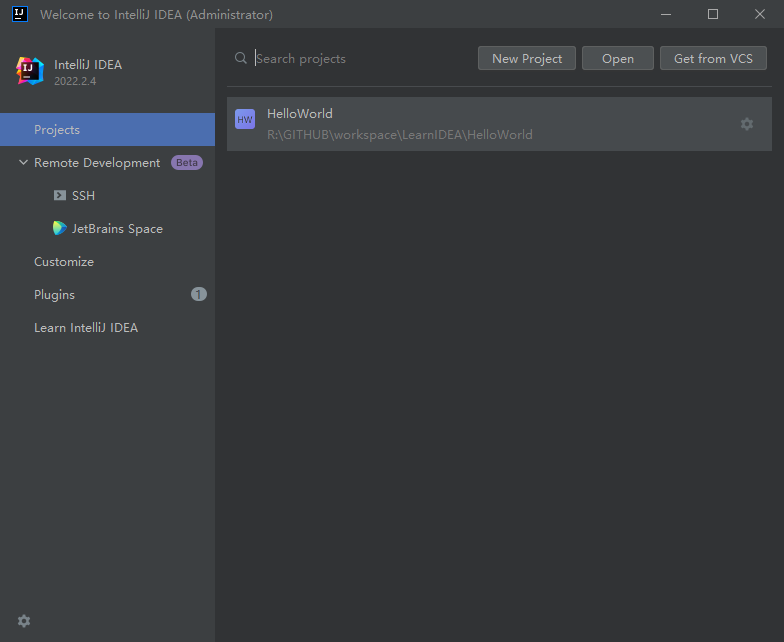 Welcome to IntelliJ IDEA (Administrator)
IntelliJ IDEA
2022.2.4
Projects
Remote Development Beta
SSH
JetBrains Space
Customize
Plugins 1
Learn IntelliJ IDEA
Search projects
New Project Open Get from VCS
HW HelloWorld
R:\GITHUB\workspace\LearnIDEA\HelloWorld